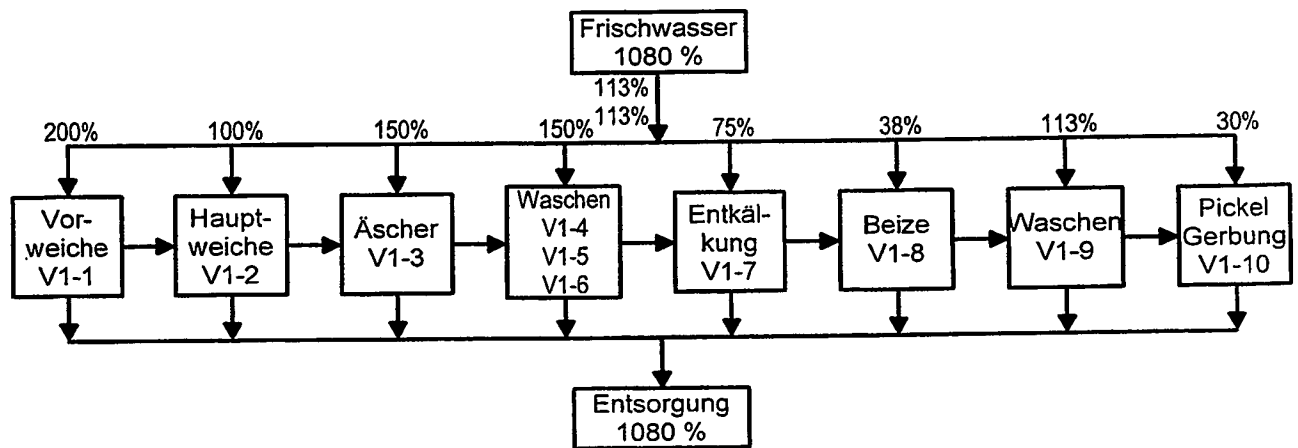 Frischwasser
1080 %
113%
113%
200%
100%
150%
150%
75%
38%
113%
30%
Vor-
weiche
V1-1
Haupt-
weiche
V1-2
Äscher
V1-3
Waschen
V1-4
V1-5
V1-6
Entkäl-
kung
V1-7
Beize
V1-8
Waschen
V1-9
Pickel
Gerbung
V1-10
Entsorgung
1080 %